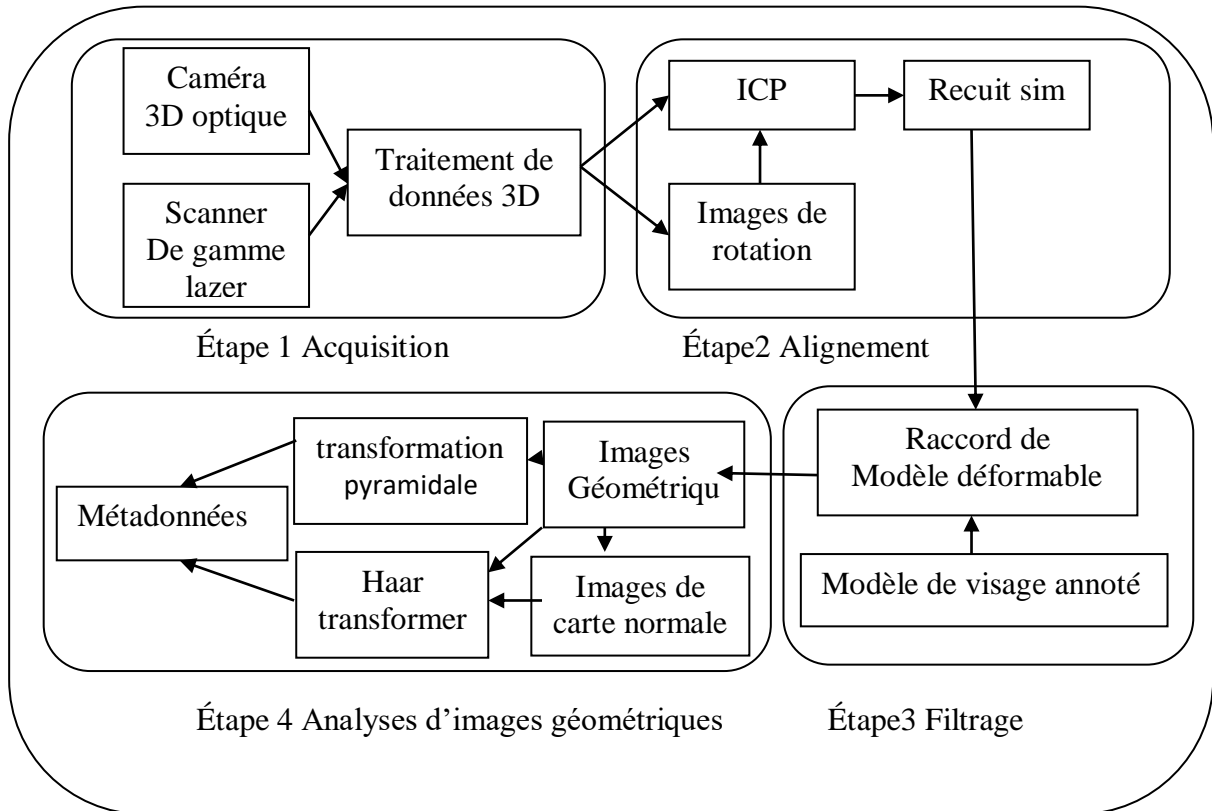 Caméra
3D optique
Scanner
De gamme
lazer
Traitement de
données 3D
Étape 1 Acquisition
ICP
Recuit sim
Images de
rotation
Étape2 Alignement
Raccord de
Modèle déformable
Modèle de visage annoté
Étape3 Filtrage
Images
Géométriqu
transformation
pyramidale
Métadonnées
Haar
transformer
Images de
carte normale
Étape 4 Analyses d’images géométriques